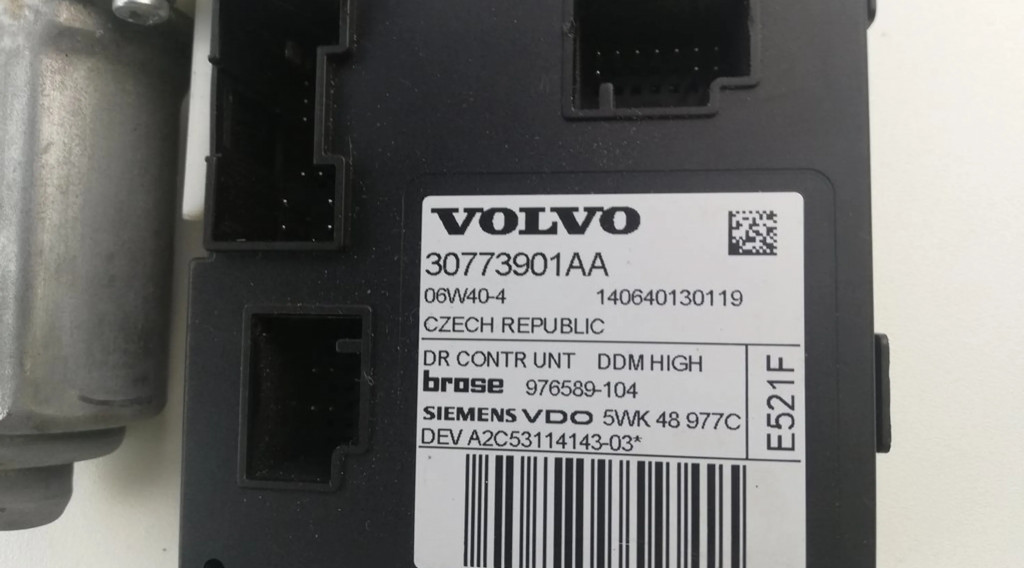 VOLVO
30773901AA
06W40-4 140640130119
CZECH REPUBLIC
DR CONTR UNT DDM HIGH
brose 976589-104
SIEMENS VDO 5WK 48 977C
DEV A2C53114143-03*
E521F